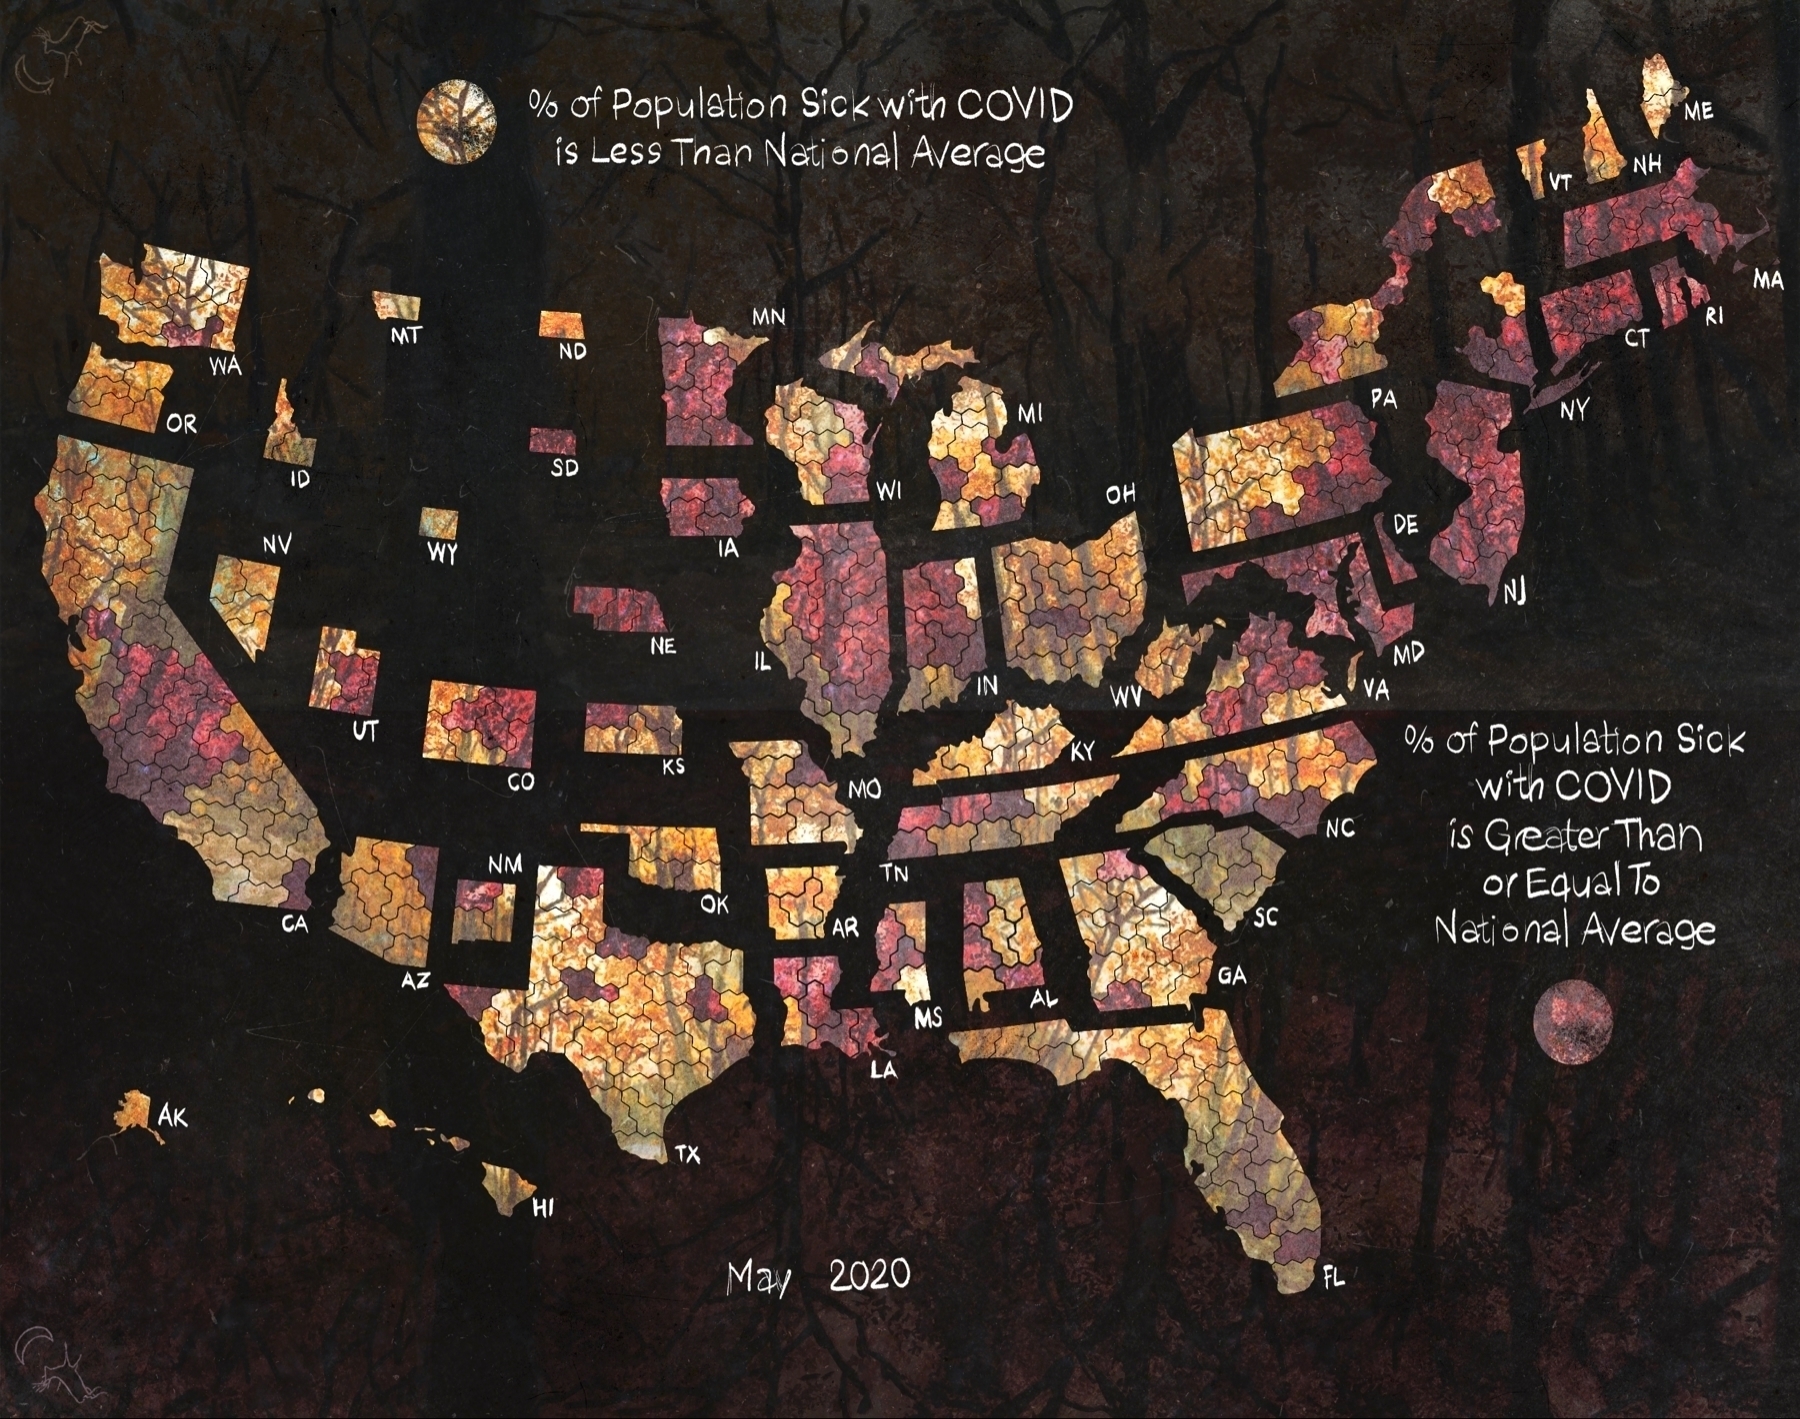 % of Population Sick with COVID
is Less Than National Average
ME
NH
VT
MA
RI
CT
NY
PA
WA
MT
ND
MN
OR
ID
SD
MI
WI
OH
DE
NV
WY
IA
NJ
NE
IL
IN
WV
MD
VA
UT
CO
KS
MO
KY
% of Population Sick
with COVID
is Greater Than
or Equal To
National Average
NC
TN
NM
OK
AR
SC
CA
AZ
MS
AL
GA
LA
AK
TX
HI
FL
May 2020